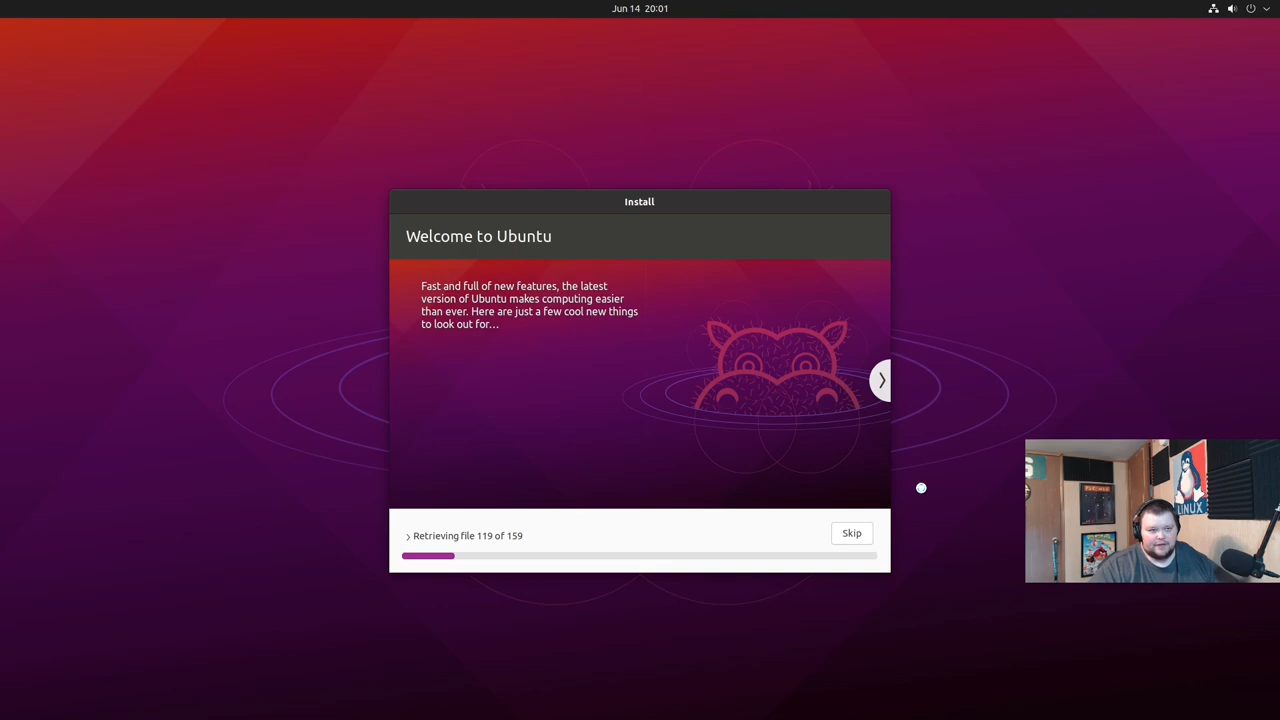 Jun 14 20:01
Install
Welcome to Ubuntu
Fast and full of new features, the latest
version of Ubuntu makes computing easier
than ever. Here are just a few cool new things
to look out for...
Retrieving file 119 of 159
Skip
LINUX